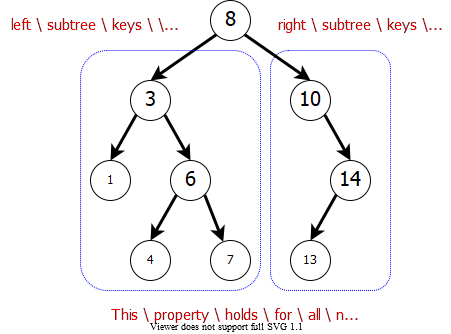 8
left \ subtree \ keys \ \...
right \ subtree \ keys \...
3
10
1
6
14
4
7
13
This \ property \ holds \ for \ all \ n...
Viewer does not support full SVG 1.1